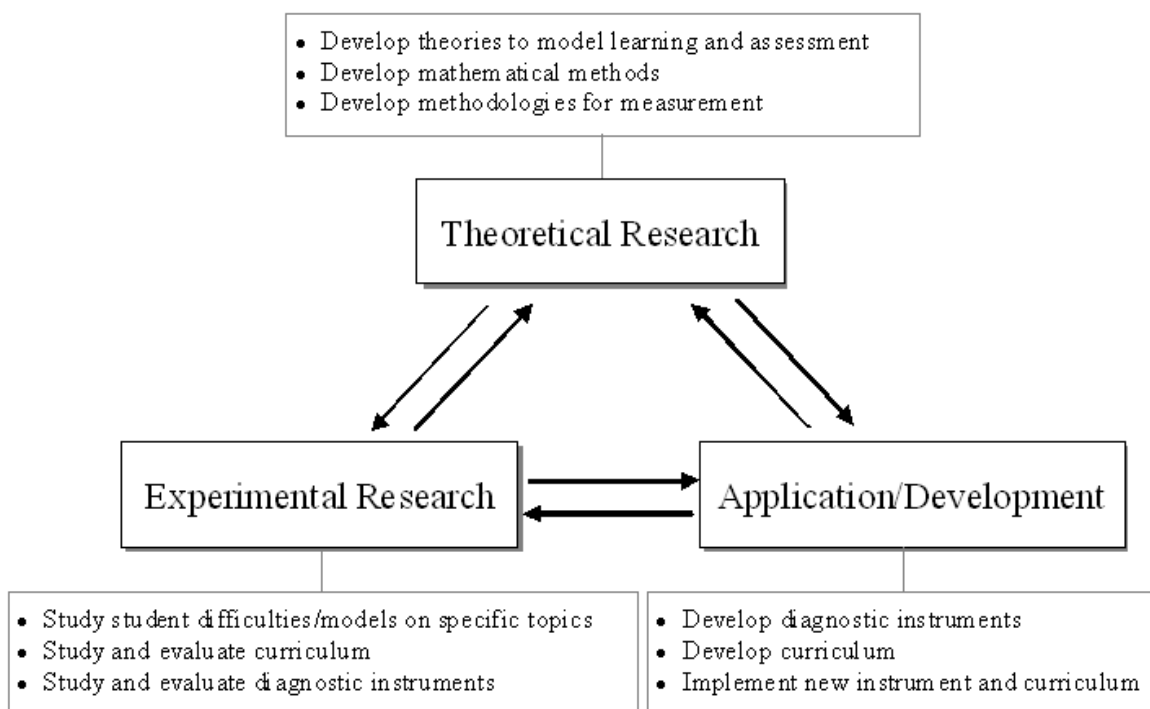 • Develop theories to model learning and assessment
• Develop mathematical methods
• Develop methodologies for measurement
Theoretical Research
Experimental Research
Application/Development
• Study student difficulties/models on specific topics
• Study and evaluate curriculum
• Study and evaluate diagnostic instruments
• Develop diagnostic instruments
• Develop curriculum
• Implement new instrument and curriculum